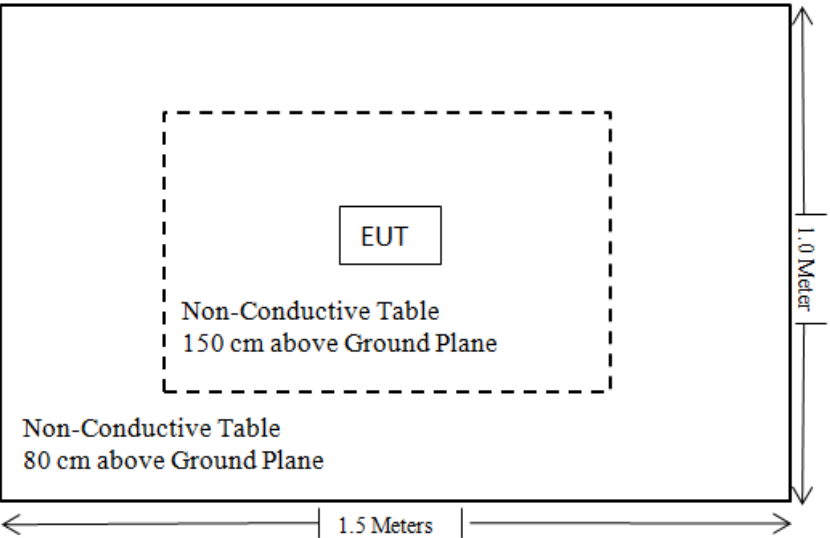 EUT
Non-Conductive Table
150 cm above Ground Plane
Non-Conductive Table
80 cm above Ground Plane
1.0 Meter
1.5 Meters